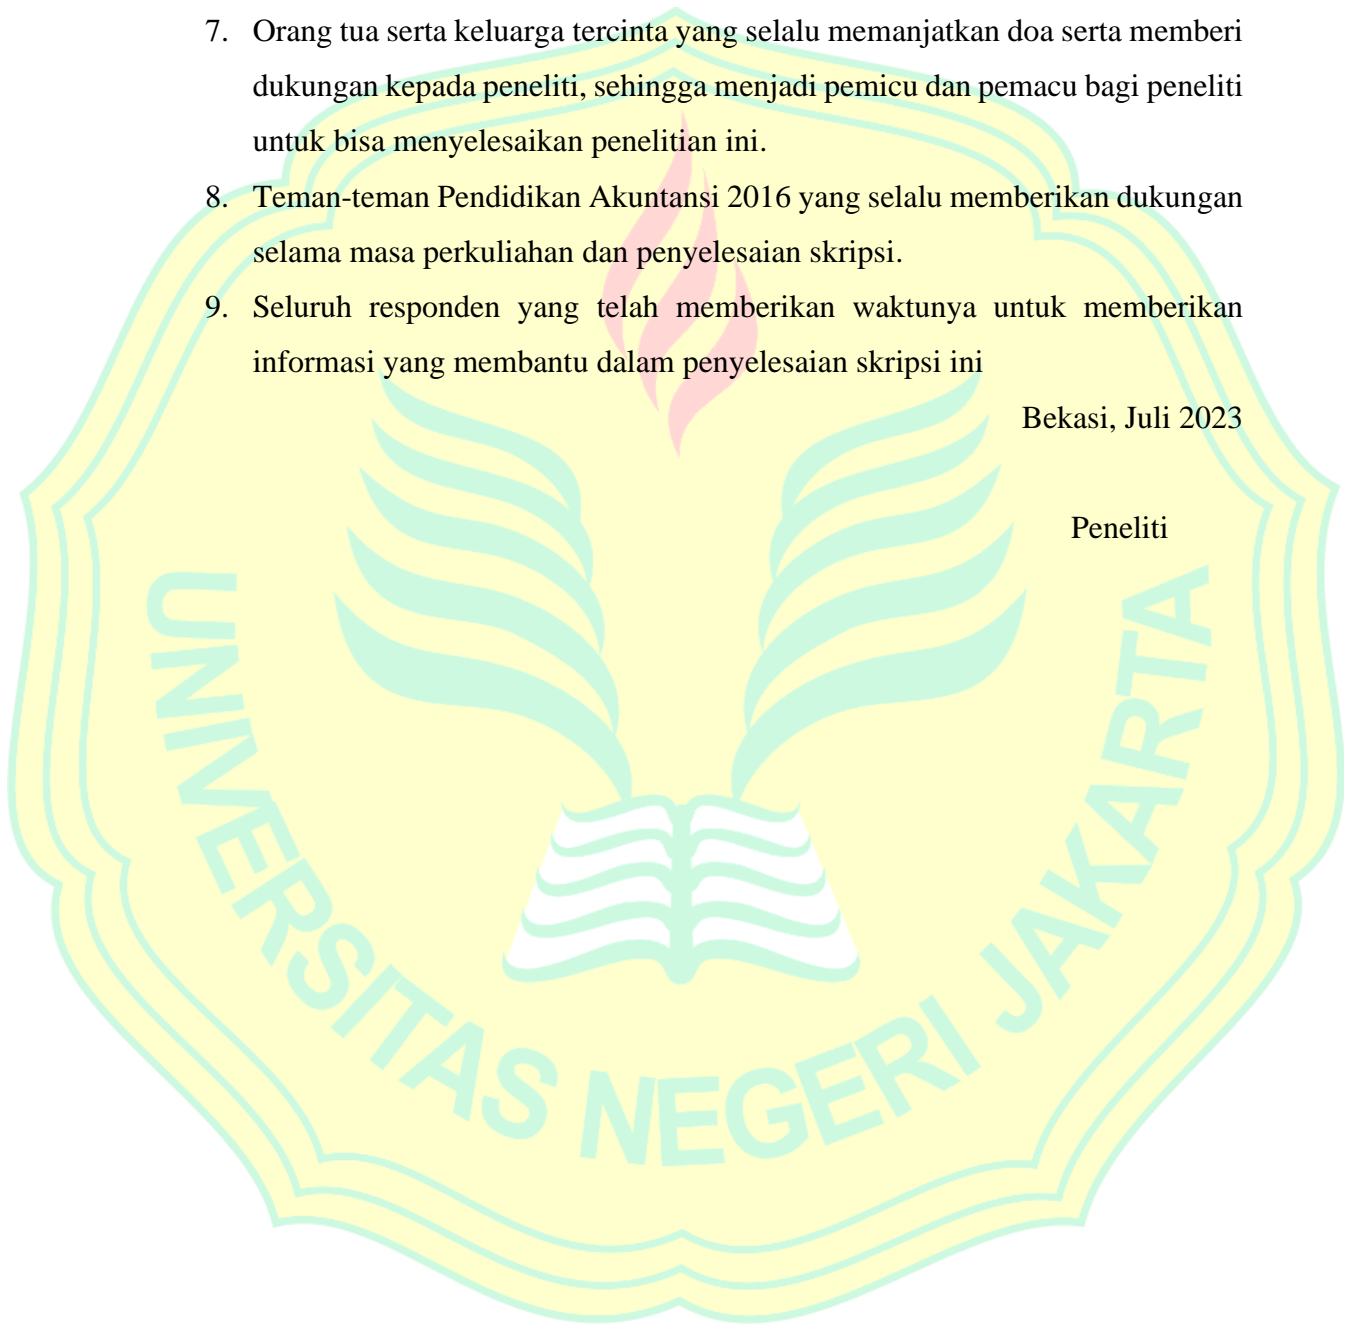 7. Orang tua serta keluarga tercinta yang selalu memanjatkan doa serta memberi
dukungan kepada peneliti, sehingga menjadi pemicu dan pemacu bagi peneliti
untuk bisa menyelesaikan penelitian ini.
8. Teman-teman Pendidikan Akuntansi 2016 yang selalu memberikan dukungan
selama masa perkuliahan dan penyelesaian skripsi.
9. Seluruh responden yang telah memberikan waktunya untuk memberikan
informasi yang membantu dalam penyelesaian skripsi ini
Bekasi, Juli 2023
Peneliti
UNIVERSITAS NEGERI JAKARTA